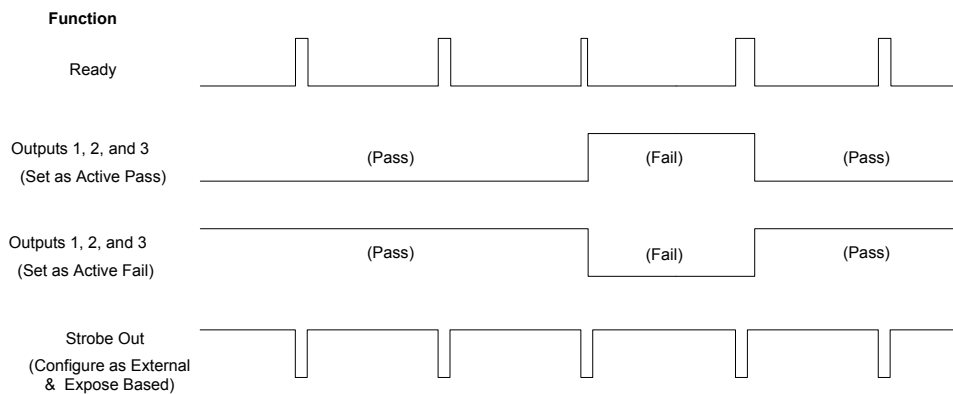 Function
Ready
Outputs 1, 2, and 3
(Set as Active Pass)
(Pass)
(Fail)
(Pass)
Outputs 1, 2, and 3
(Set as Active Fail)
(Pass)
(Fail)
(Pass)
Strobe Out
(Configure as External
& Expose Based)